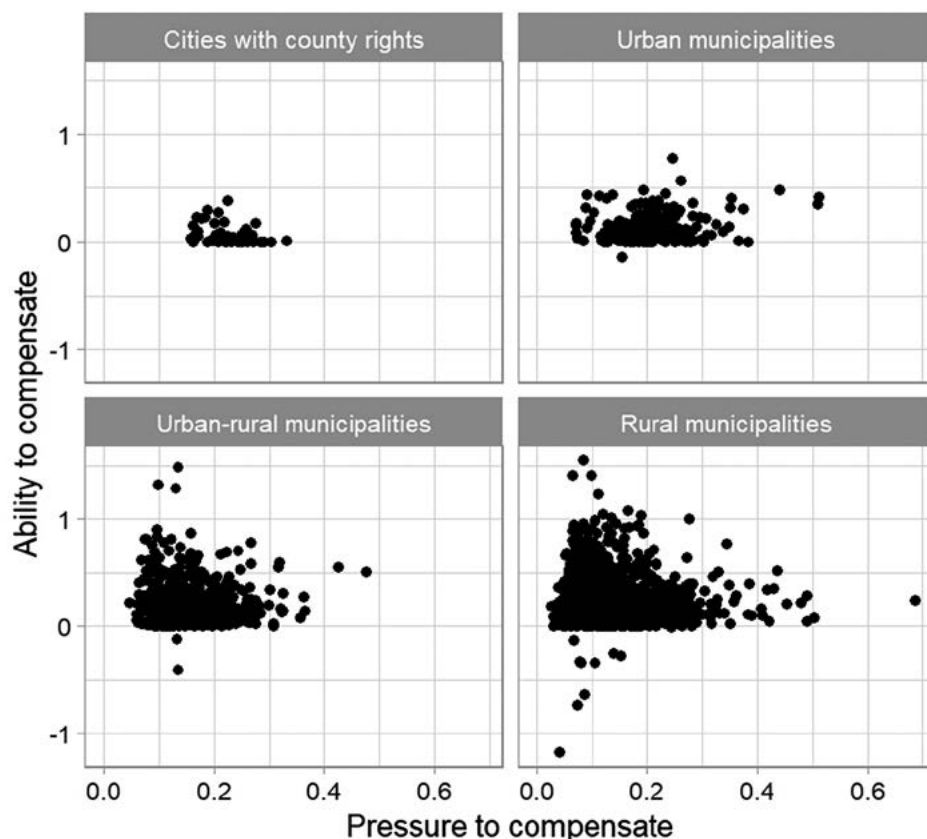 Cities with county rights
Urban municipalities
1
0
-1
Urban-rural municipalities
Rural municipalities
1
0
-1
Ability to compensate
0.0 0.2 0.4 0.6
0.0 0.2 0.4 0.6
Pressure to compensate